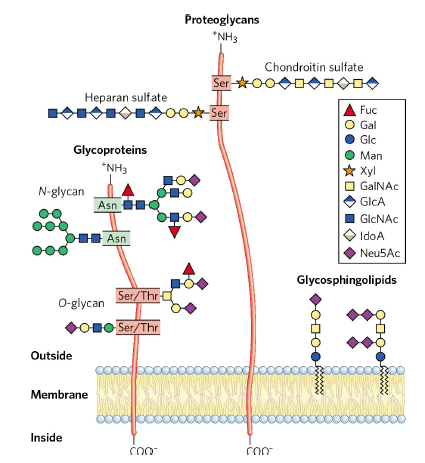 Proteoglycans
⁺NH₃
Chondroitin sulfate
Ser
Heparan sulfate
Ser
Glycoproteins
⁺NH₃
N-glycan
Asn
Asn
O-glycan
Ser/Thr
Ser/Thr
Fuc
Gal
Glc
Man
Xyl
GalNAc
GlcA
GlcNAc
IdoA
Neu5Ac
Glycosphingolipids
Outside
Membrane
Inside
COO⁻
COO⁻